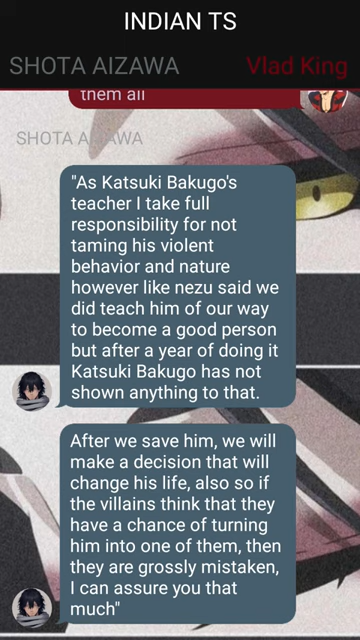 INDIAN TS
SHOTA AIZAWA
Vlad King
them all
SHOTA AIZAWA
"As Katsuki Bakugo's
teacher I take full
responsibility for not
taming his violent
behavior and nature
however like nezu said we
did teach him of our way
to become a good person
but after a year of doing it
Katsuki Bakugo has not
shown anything to that.
After we save him, we will
make a decision that will
change his life, also so if
the villains think that they
have a chance of turning
him into one of them, then
they are grossly mistaken,
I can assure you that
much"